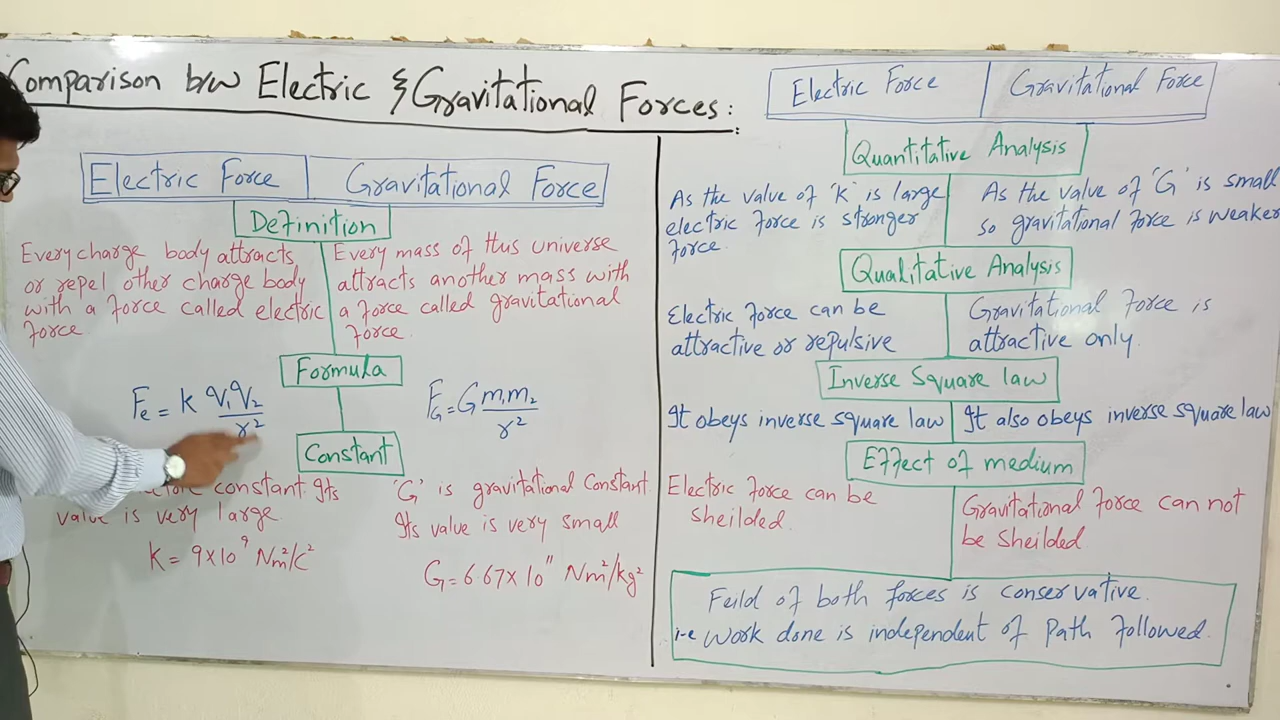 Comparison b/w Electric & Gravitational Forces:
Electric Force | Gravitational Force
Definition
Every charge body attracts
or repel other charge body
with a force called electric
force.
Every mass of thus universe
attracts another mass with
a force called gravitational
force.
Formula
Fe = K q1q2/r²
FG = G m1m2/r²
Constant
constant. Its
value is very large.
K = 9×10⁹ Nm²/C²
'G' is gravitational Constant.
Its value is very small
G = 6.67×10¹¹ Nm²/kg²
Electric Force | Gravitational Force
Quantitative Analysis
As the value of 'K' is large
electric force is stronger
force.
As the value of 'G' is small
so gravitational force is weaker
Qualitative Analysis
Electric force can be
attractive or repulsive
Gravitational force is
attractive only.
Inverse Square law
It obeys inverse square law
It also obeys inverse square law
Effect of medium
Electric force can be
sheilded.
Gravitational force can not
be sheilded.
Feild of both forces is conservative.
i-e work done is independent of Path followed.